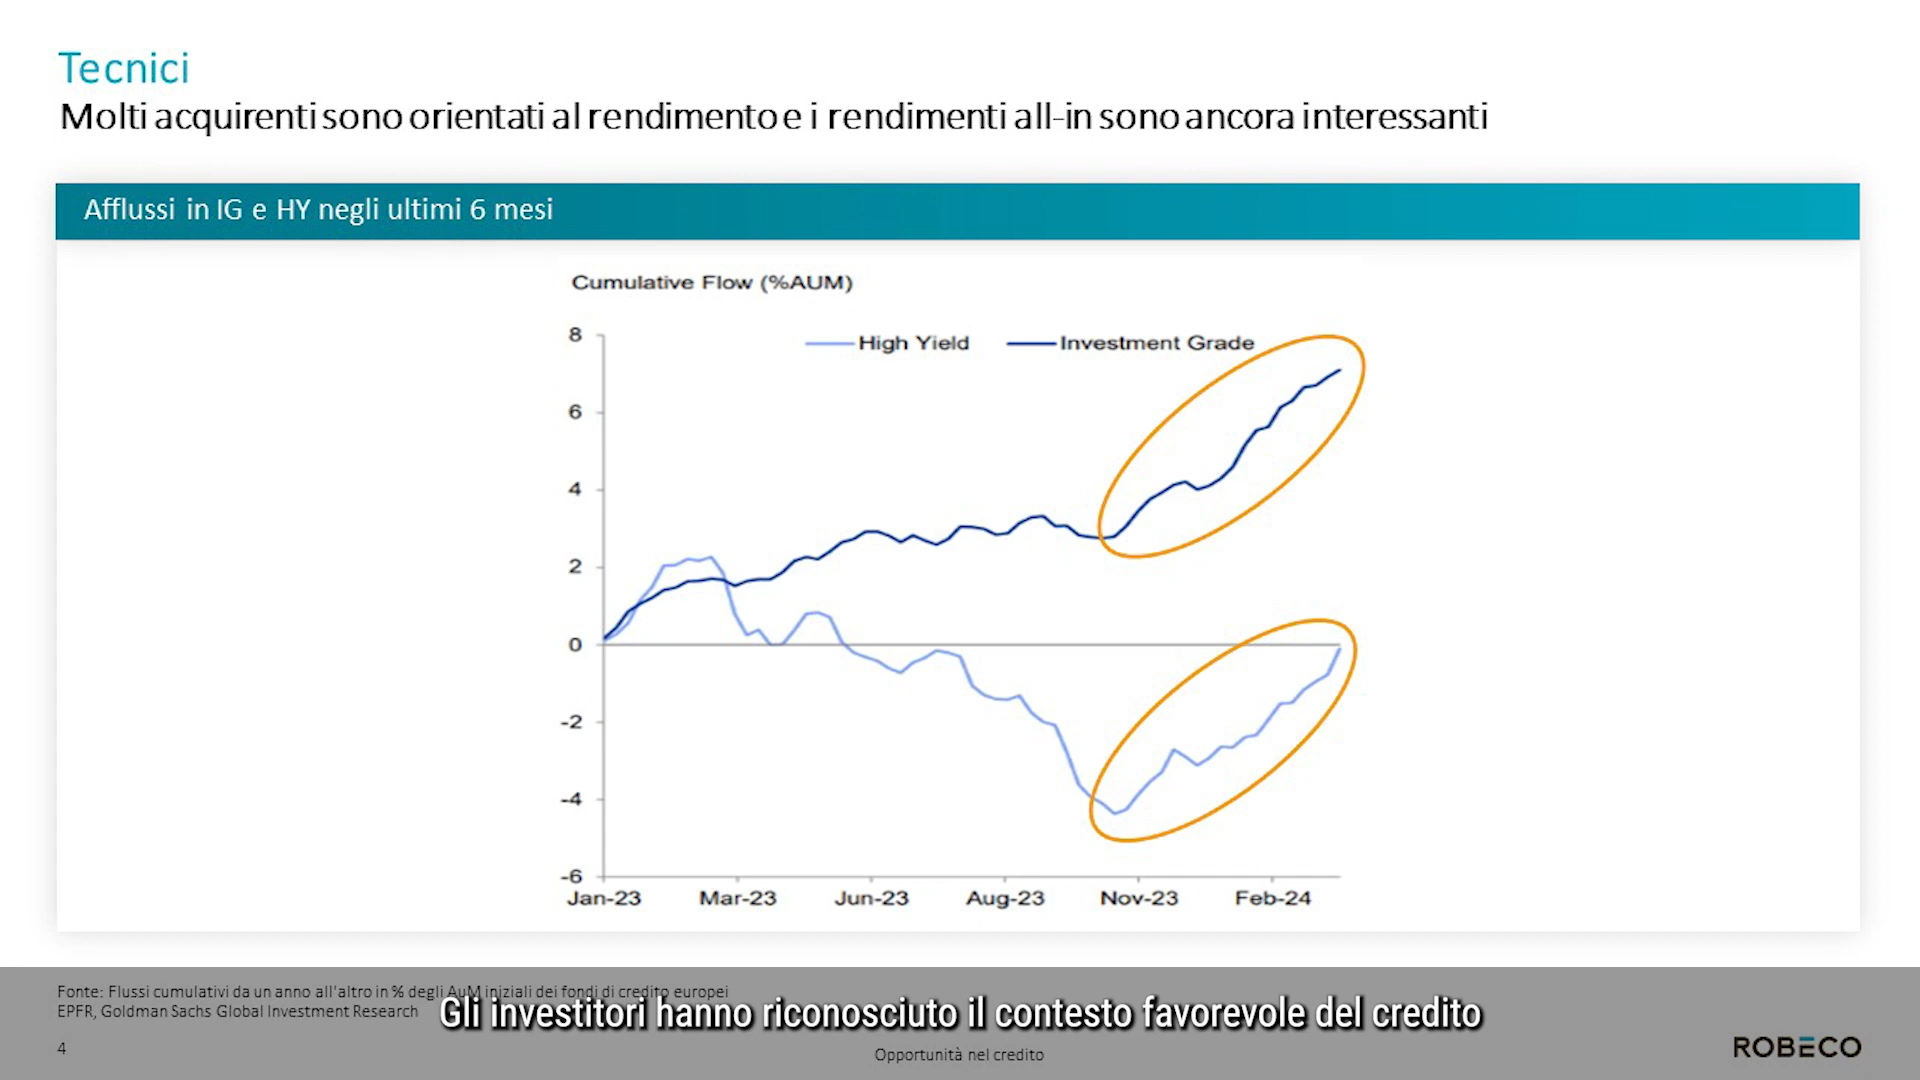 Tecnici
Molti acquirenti sono orientati al rendimento e i rendimenti all-in sono ancora interessanti
Afflussi in IG e HY negli ultimi 6 mesi
Cumulative Flow (%AUM)
High Yield
Investment Grade
8
6
4
2
0
-2
-4
-6
Jan-23
Mar-23
Jun-23
Aug-23
Nov-23
Feb-24
Fonte: Flussi cumulativi da un anno all'altro in % degli AuM iniziali dei fondi di credito europei
EPFR, Goldman Sachs Global Investment Research
Gli investitori hanno riconosciuto il contesto favorevole del credito
4
Opportunità nel credito
ROBECO